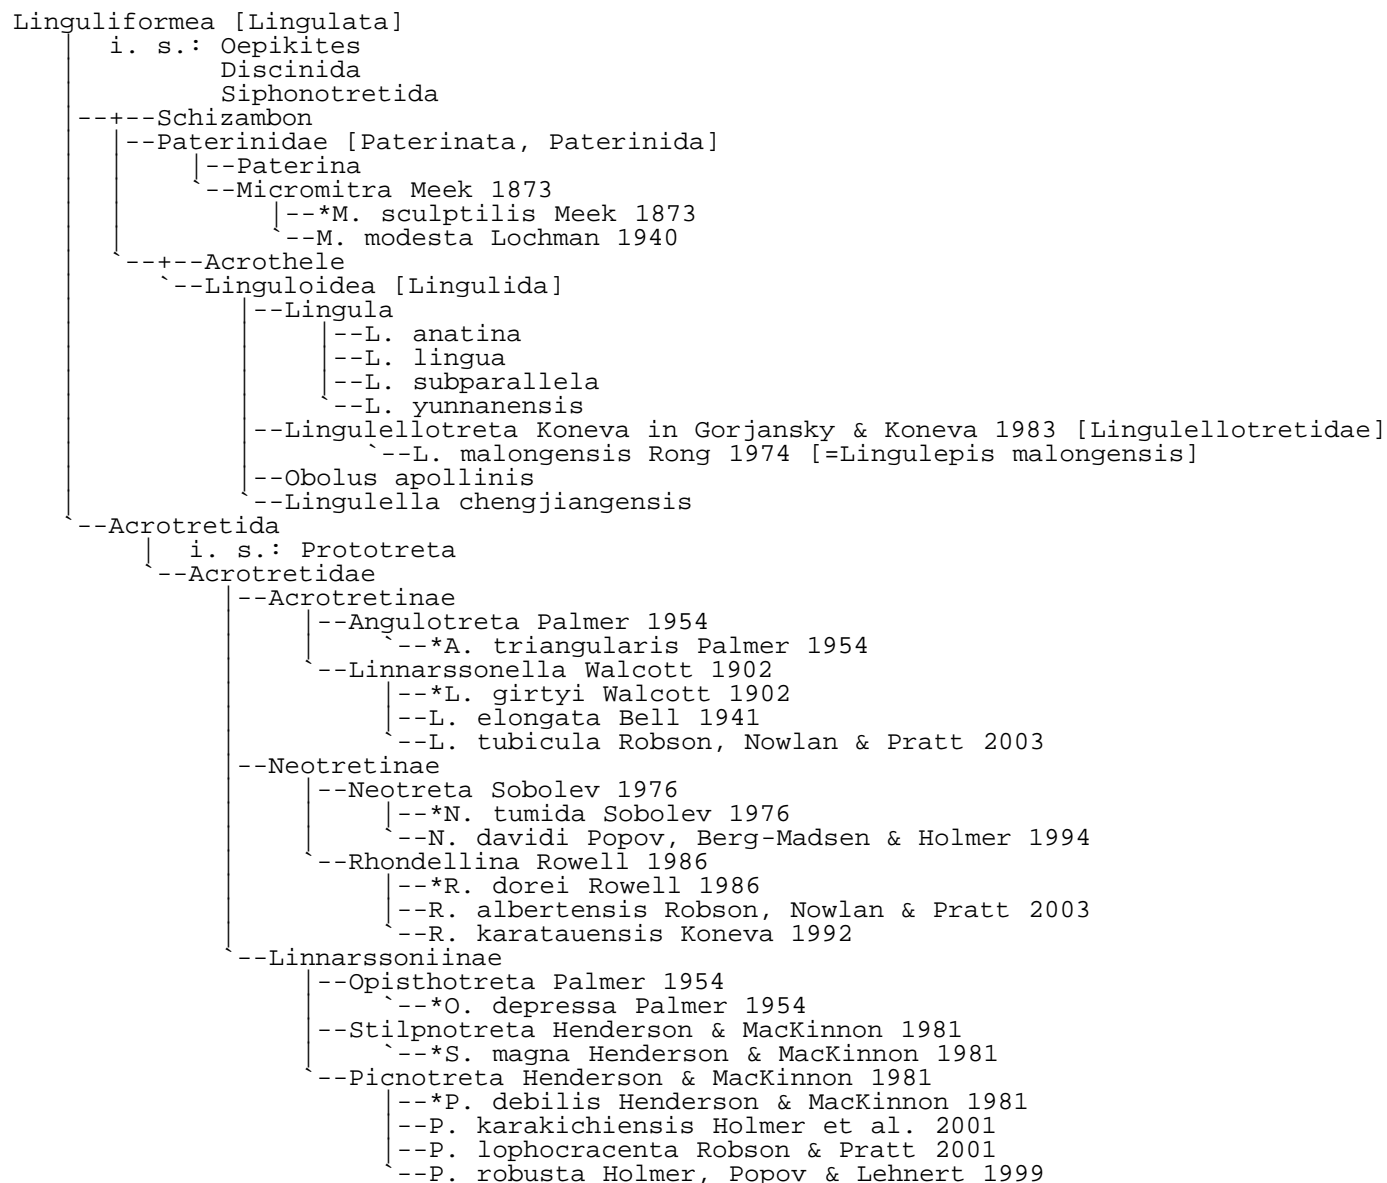 Linguliformea [Lingulata]
   |  i. s.: Oepikites
   |         Discinida
   |         Siphonotretida
   |--+--Schizambon
   |  |--Paterinidae [Paterinata, Paterinida]
   |  |    |--Paterina
   |  |    `--Micromitra Meek 1873
   |  |         |--*M. sculptilis Meek 1873
   |  |         `--M. modesta Lochman 1940
   |  `--+--Acrothele
   |     `--Linguloidea [Lingulida]
   |          |--Lingula
   |          |    |--L. anatina
   |          |    |--L. lingua
   |          |    |--L. subparallela
   |          |    `--L. yunnanensis
   |          |--Lingulellotreta Koneva in Gorjansky & Koneva 1983 [Lingulellotretidae]
   |          |       `--L. malongensis Rong 1974 [=Lingulepis malongensis]
   |          |--Obolus apollinis
   |          `--Lingulella chengjiangensis
   `--Acrotretida
        |  i. s.: Prototreta
        `--Acrotretidae
             |--Acrotretinae
             |    |--Angulotreta Palmer 1954
             |    |    `--*A. triangularis Palmer 1954
             |    `--Linnarssonella Walcott 1902
             |         |--*L. girtyi Walcott 1902
             |         |--L. elongata Bell 1941
             |         `--L. tubicula Robson, Nowlan & Pratt 2003
             |--Neotretinae
             |    |--Neotreta Sobolev 1976
             |    |    |--*N. tumida Sobolev 1976
             |    |    `--N. davidi Popov, Berg-Madsen & Holmer 1994
             |    `--Rhondellina Rowell 1986
             |         |--*R. dorei Rowell 1986
             |         |--R. albertensis Robson, Nowlan & Pratt 2003
             |         `--R. karatauensis Koneva 1992
             `--Linnarssoniinae
                  |--Opisthotreta Palmer 1954
                  |    `--*O. depressa Palmer 1954
                  |--Stilpnotreta Henderson & MacKinnon 1981
                  |    `--*S. magna Henderson & MacKinnon 1981
                  `--Picnotreta Henderson & MacKinnon 1981
                       |--*P. debilis Henderson & MacKinnon 1981
                       |--P. karakichiensis Holmer et al. 2001
                       |--P. lophocracenta Robson & Pratt 2001
                       `--P. robusta Holmer, Popov & Lehnert 1999